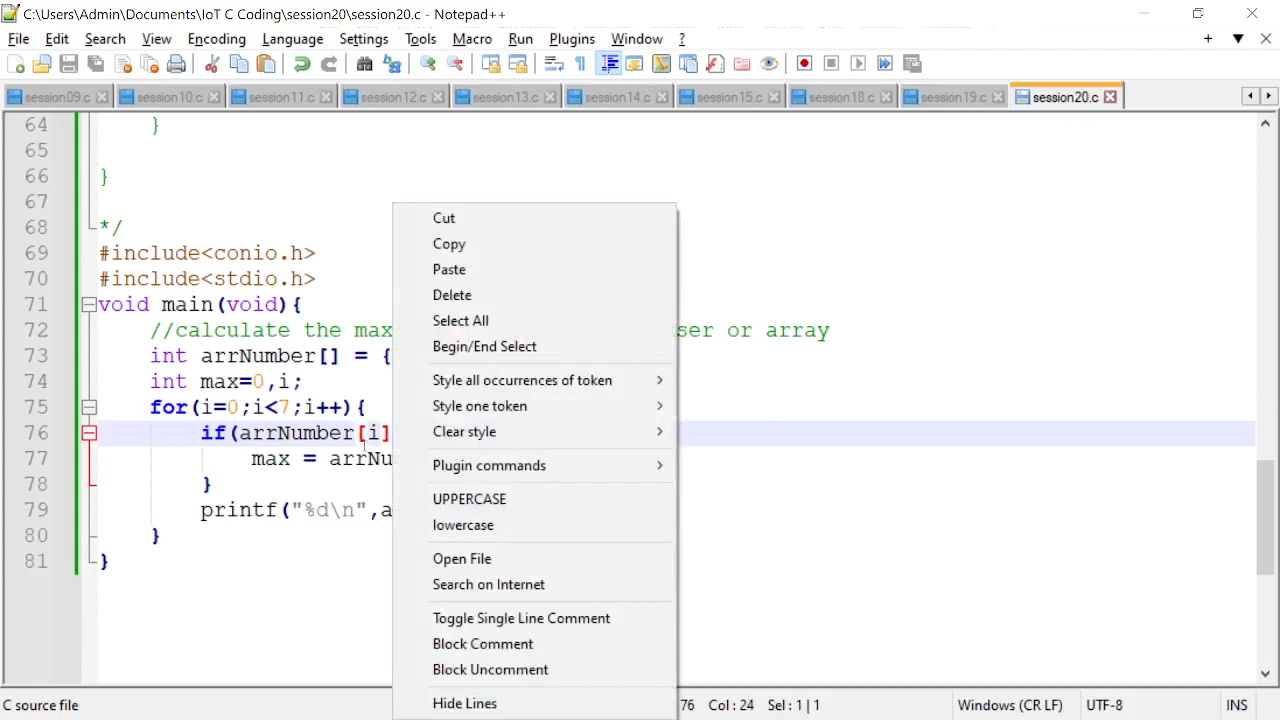 C:\Users\Admin\Documents\IoT C Coding\session20\session20.c - Notepad++
File Edit Search View Encoding Language Settings Tools Macro Run Plugins Window ?
session09.c session10.c session11.c session12.c session13.c session14.c session15.c session18.c session19.c session20.c
64 }
65
66 }
67
68 */
69 #include<conio.h>
70 #include<stdio.h>
71 void main(void){
72 //calculate the max ser or array
73 int arrNumber[] = {
74 int max=0,i;
75 for(i=0;i<7;i++){
76 if(arrNumber[i]
77 max = arrNu
78 }
79 printf("%d\n",a
80 }
81 }
Cut
Copy
Paste
Delete
Select All
Begin/End Select
Style all occurrences of token
Style one token
Clear style
Plugin commands
UPPERCASE
lowercase
Open File
Search on Internet
Toggle Single Line Comment
Block Comment
Block Uncomment
Hide Lines
C source file 76 Col : 24 Sel : 1 | 1 Windows (CR LF) UTF-8 INS